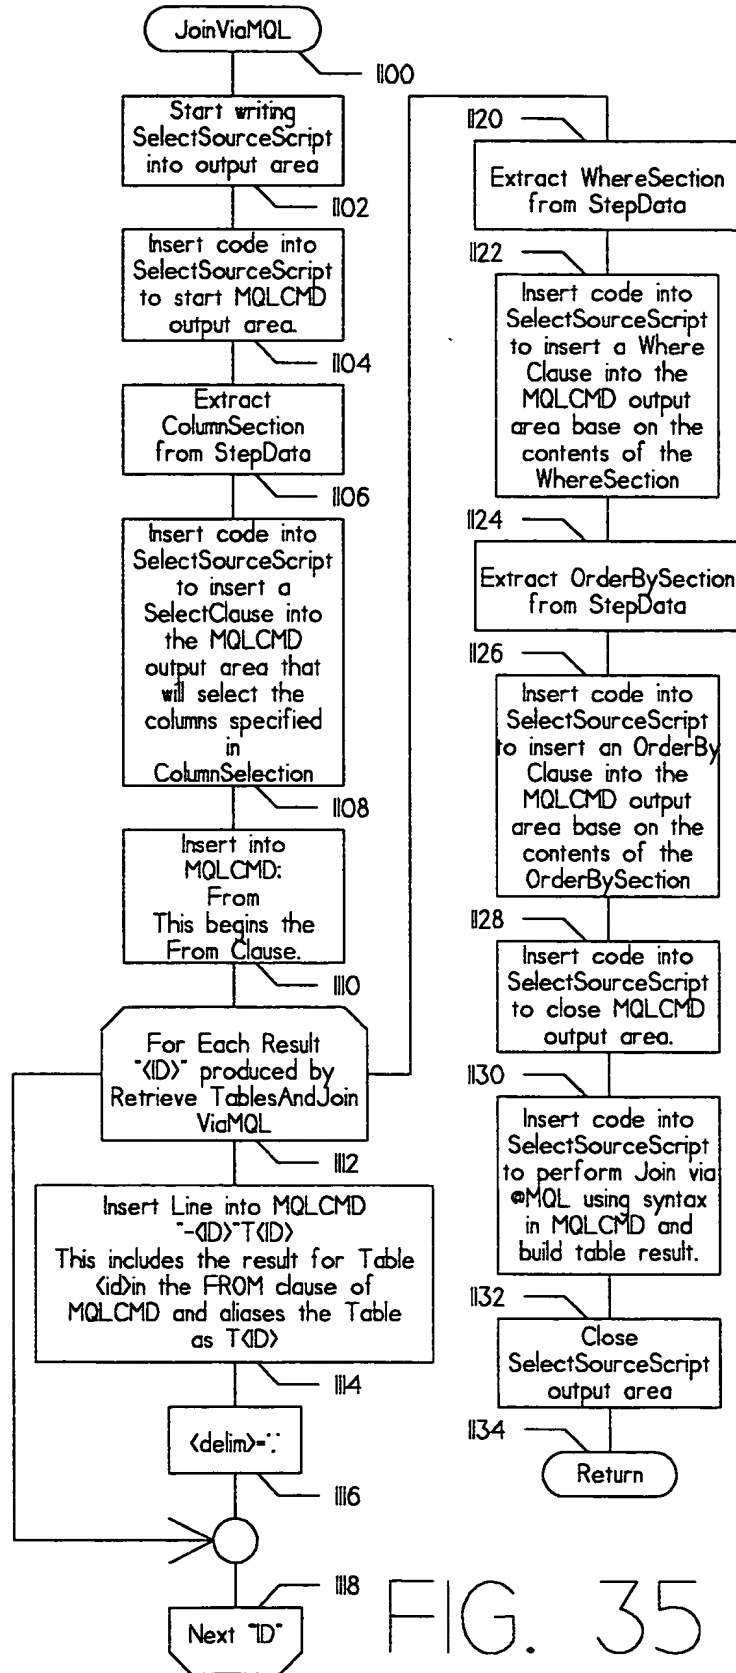 JoinViaMQL
1100
Start writing
SelectSourceScript
into output area
1102
Insert code into
SelectSourceScript
to start MQLCMD
output area.
1104
Extract
ColumnSection
from StepData
1106
Insert code into
SelectSourceScript
to insert a
SelectClause into
the MQLCMD
output area that
will select the
columns specified
in
ColumnSelection
1108
Insert into
MQLCMD:
From
This begins the
From Clause.
1110
For Each Result
"<ID>" produced by
Retrieve TablesAndJoin
ViaMQL
1112
Insert Line into MQLCMD
"-<ID>"T<ID>
This includes the result for Table
<id>in the FROM clause of
MQLCMD and aliases the Table
as T<ID>
1114
<delim>=","
1116
1118
Next "ID"
1120
Extract WhereSection
from StepData
1122
Insert code into
SelectSourceScript
to insert a Where
Clause into the
MQLCMD output
area base on the
contents of the
WhereSection
1124
Extract OrderBySection
from StepData
1126
Insert code into
SelectSourceScript
to insert an OrderBy
Clause into the
MQLCMD output
area base on the
contents of the
OrderBySection
1128
Insert code into
SelectSourceScript
to close MQLCMD
output area.
1130
Insert code into
SelectSourceScript
to perform Join via
@MQL using syntax
in MQLCMD and
build table result.
1132
Close
SelectSourceScript
output area
1134
Return
FIG. 35